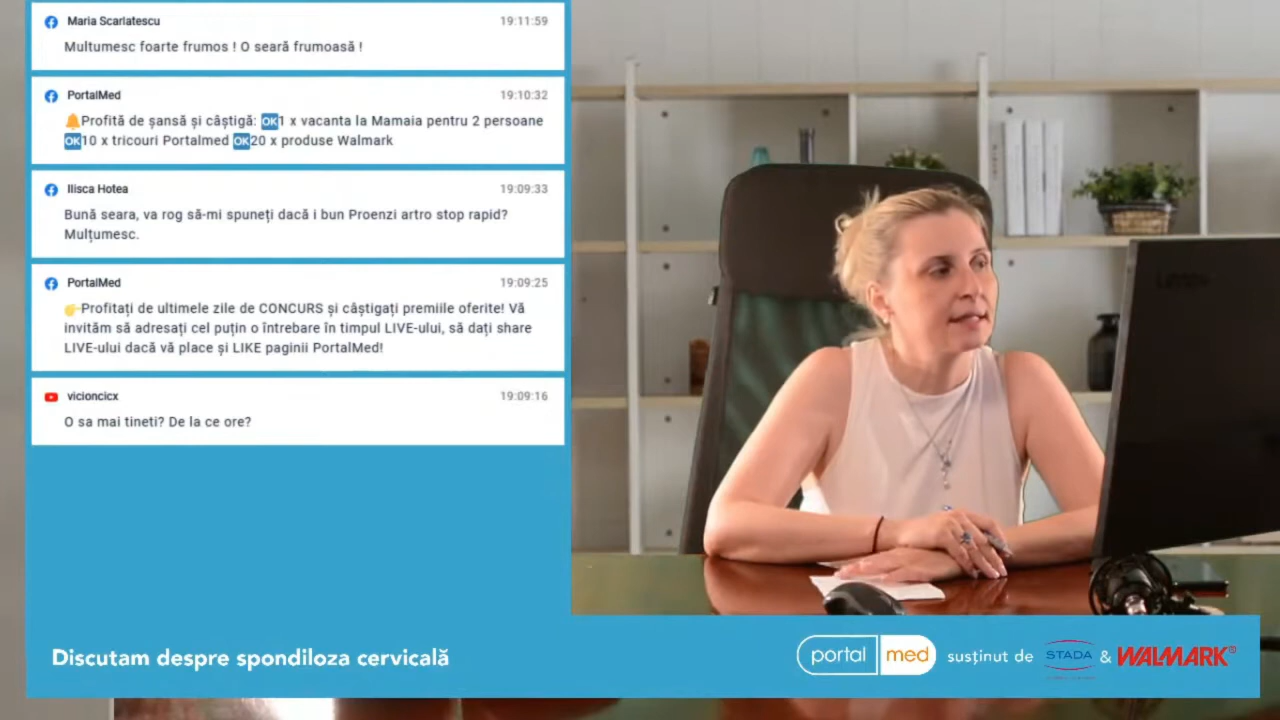 Maria Scarlatescu 19:11:59
Multumesc foarte frumos ! O seară frumoasă !
PortalMed 19:10:32
🔔Profită de șansă și câștigă: 🆗1 x vacanta la Mamaia pentru 2 persoane
🆗10 x tricouri Portalmed 🆗20 x produse Walmark
Ilisca Hotea 19:09:33
Bună seara, va rog să-mi spuneți dacă i bun Proenzi artro stop rapid?
Mulțumesc.
PortalMed 19:09:25
👉Profitați de ultimele zile de CONCURS și câștigați premiile oferite! Vă
invităm să adresați cel puțin o întrebare în timpul LIVE-ului, să dați share
LIVE-ului dacă vă place și LIKE paginii PortalMed!
vicioncicx 19:09:16
O sa mai tineti? De la ce ore?
Discutam despre spondiloza cervicală
portal med susținut de STADA & WALMARK®